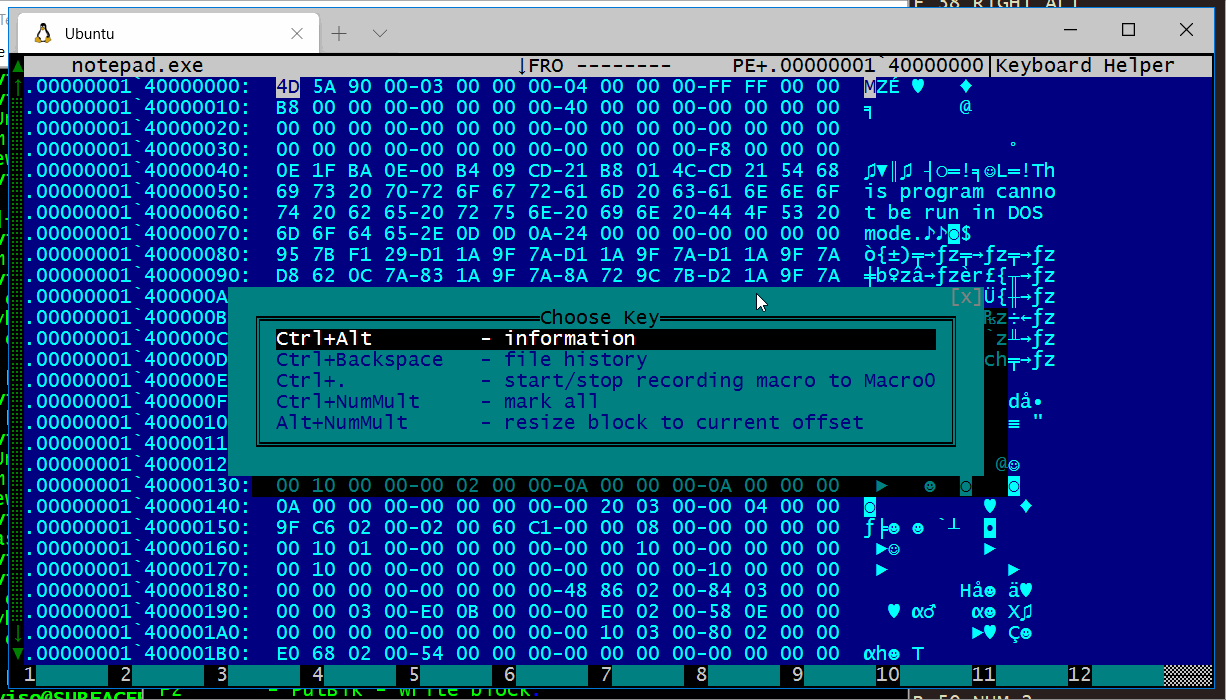 F 38 RIGHT ALT
Ubuntu
notepad.exe ↓FRO -------- PE+.00000001`40000000 Keyboard Helper
.00000001`40000000: 4D 5A 90 00-03 00 00 00-04 00 00 00-FF FF 00 00 MZÉ ♥ ♦
.00000001`40000010: B8 00 00 00-00 00 00 00-40 00 00 00-00 00 00 00 ╕ @
.00000001`40000020: 00 00 00 00-00 00 00 00-00 00 00 00-00 00 00 00
.00000001`40000030: 00 00 00 00-00 00 00 00-00 00 00 00-F8 00 00 00 °
.00000001`40000040: 0E 1F BA 0E-00 B4 09 CD-21 B8 01 4C-CD 21 54 68 ♫▼║♫ ┤○═!╕☺L═!Th
.00000001`40000050: 69 73 20 70-72 6F 67 72-61 6D 20 63-61 6E 6E 6F is program canno
.00000001`40000060: 74 20 62 65-20 72 75 6E-20 69 6E 20-44 4F 53 20 t be run in DOS
.00000001`40000070: 6D 6F 64 65-2E 0D 0D 0A-24 00 00 00-00 00 00 00 mode.♪♪◙$
.00000001`40000080: 95 7B F1 29-D1 1A 9F 7A-D1 1A 9F 7A-D1 1A 9F 7A ò{±)╤→ƒz╤→ƒz╤→ƒz
.00000001`40000090: D8 62 0C 7A-83 1A 9F 7A-8A 72 9C 7B-D2 1A 9F 7A ╪b♀zâ→ƒzèr£{╥→ƒz
.00000001`400000A [x] Ü{╫→ƒz
.00000001`400000B Choose Key ₧z÷←ƒz
.00000001`400000C Ctrl+Alt - information `z╨→ƒz
.00000001`400000D Ctrl+Backspace - file history ch╤→ƒz
.00000001`400000E Ctrl+. - start/stop recording macro to Macro0
.00000001`400000F Ctrl+NumMult - mark all då•
.00000001`4000010 Alt+NumMult - resize block to current offset ≡ "
.00000001`4000011
.00000001`4000012 @☺
.00000001`40000130: 00 10 00 00-00 02 00 00-0A 00 00 00-0A 00 00 00 ► ☻ ◙ ◙
.00000001`40000140: 0A 00 00 00-00 00 00 00-00 20 03 00-00 04 00 00 ◙ ♥ ♦
.00000001`40000150: 9F C6 02 00-02 00 60 C1-00 00 08 00-00 00 00 00 ƒ╞☻ ☻ `┴ ◘
.00000001`40000160: 00 10 01 00-00 00 00 00-00 10 00 00-00 00 00 00 ►☺ ►
.00000001`40000170: 00 10 00 00-00 00 00 00-00 00 00 00-10 00 00 00 ► ►
.00000001`40000180: 00 00 00 00-00 00 00 00-48 86 02 00-84 03 00 00 Hå☻ ä♥
.00000001`40000190: 00 00 03 00-E0 0B 00 00-00 E0 02 00-58 0E 00 00 ♥ α♂ α☻ X♫
.00000001`400001A0: 00 00 00 00-00 00 00 00-00 10 03 00-80 02 00 00 ►♥ Ç☻
.00000001`400001B0: E0 68 02 00-54 00 00 00-00 00 00 00-00 00 00 00 αh☻ T
1 2 3 4 5 6 7 8 9 10 11 12